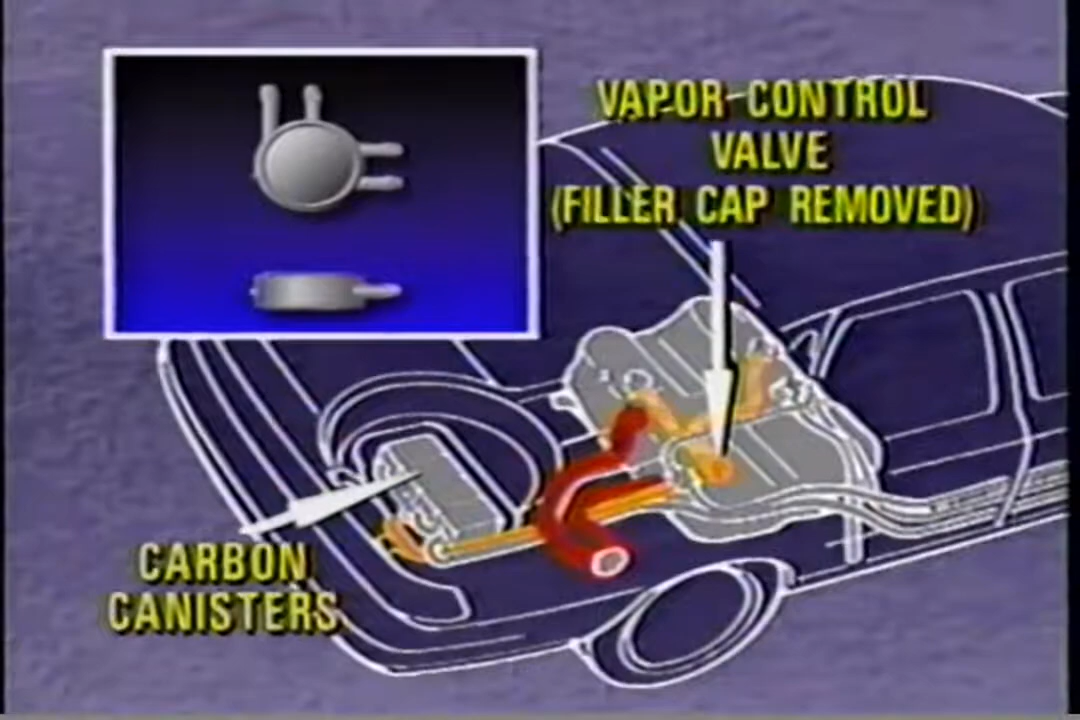 VAPOR CONTROL
VALVE
(FILLER CAP REMOVED)
CARBON
CANISTERS